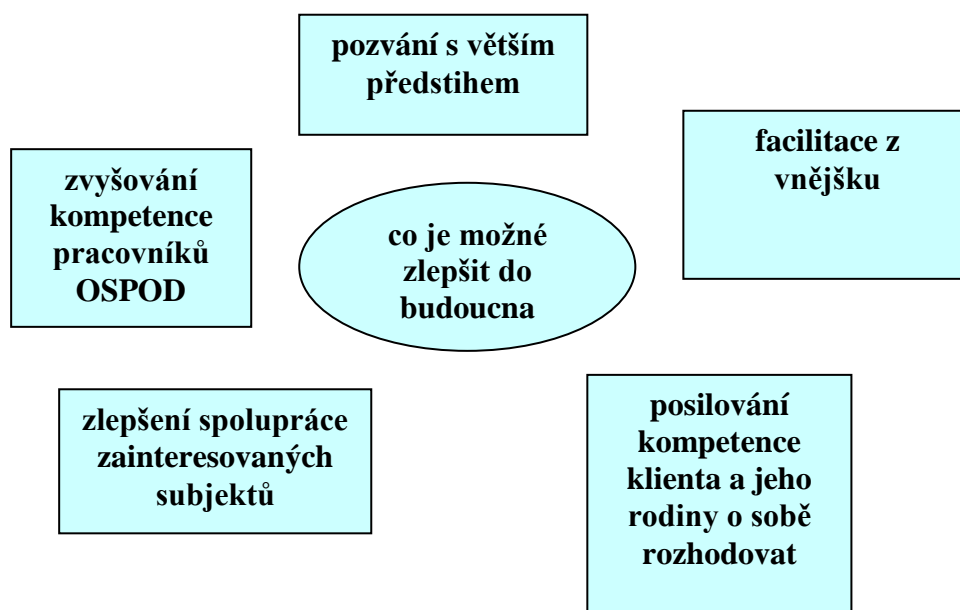 pozvání s větším
předstihem
facilitace z
vnějšku
zvyšování
kompetence
pracovníků
OSPOD
co je možné
zlepšit do
budoucna
zlepšení spolupráce
zainteresovaných
subjektů
posilování
kompetence
klienta a jeho
rodiny o sobě
rozhodovat